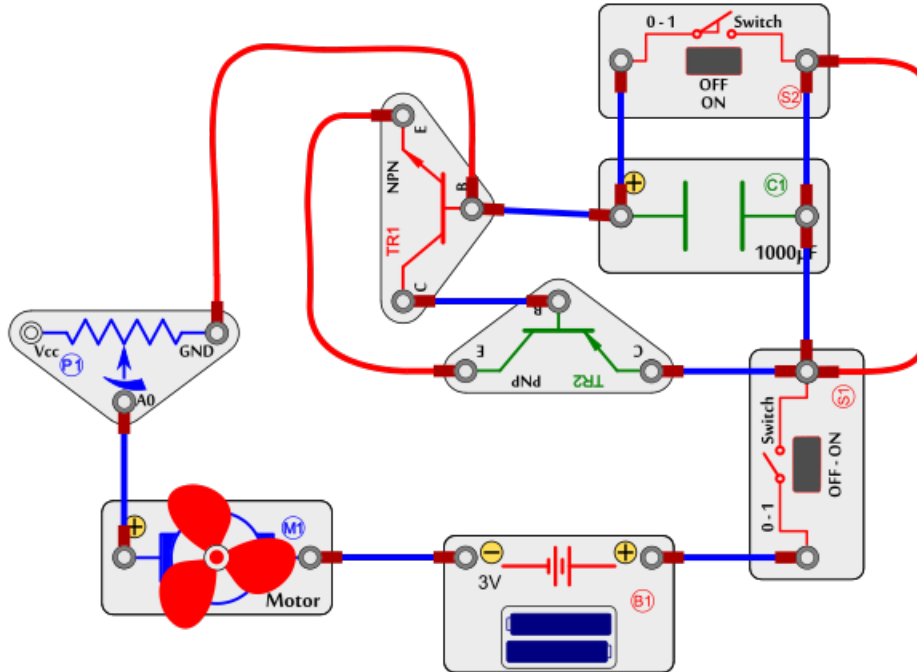 0 - 1
Switch
OFF
ON
S2
E
NPN
B
TR1
C
+
C1
1000µF
Vcc
P1
GND
A0
B
E
C
PNP
TR2
S1
Switch
OFF - ON
0 - 1
+
M1
Motor
−
+
3V
B1